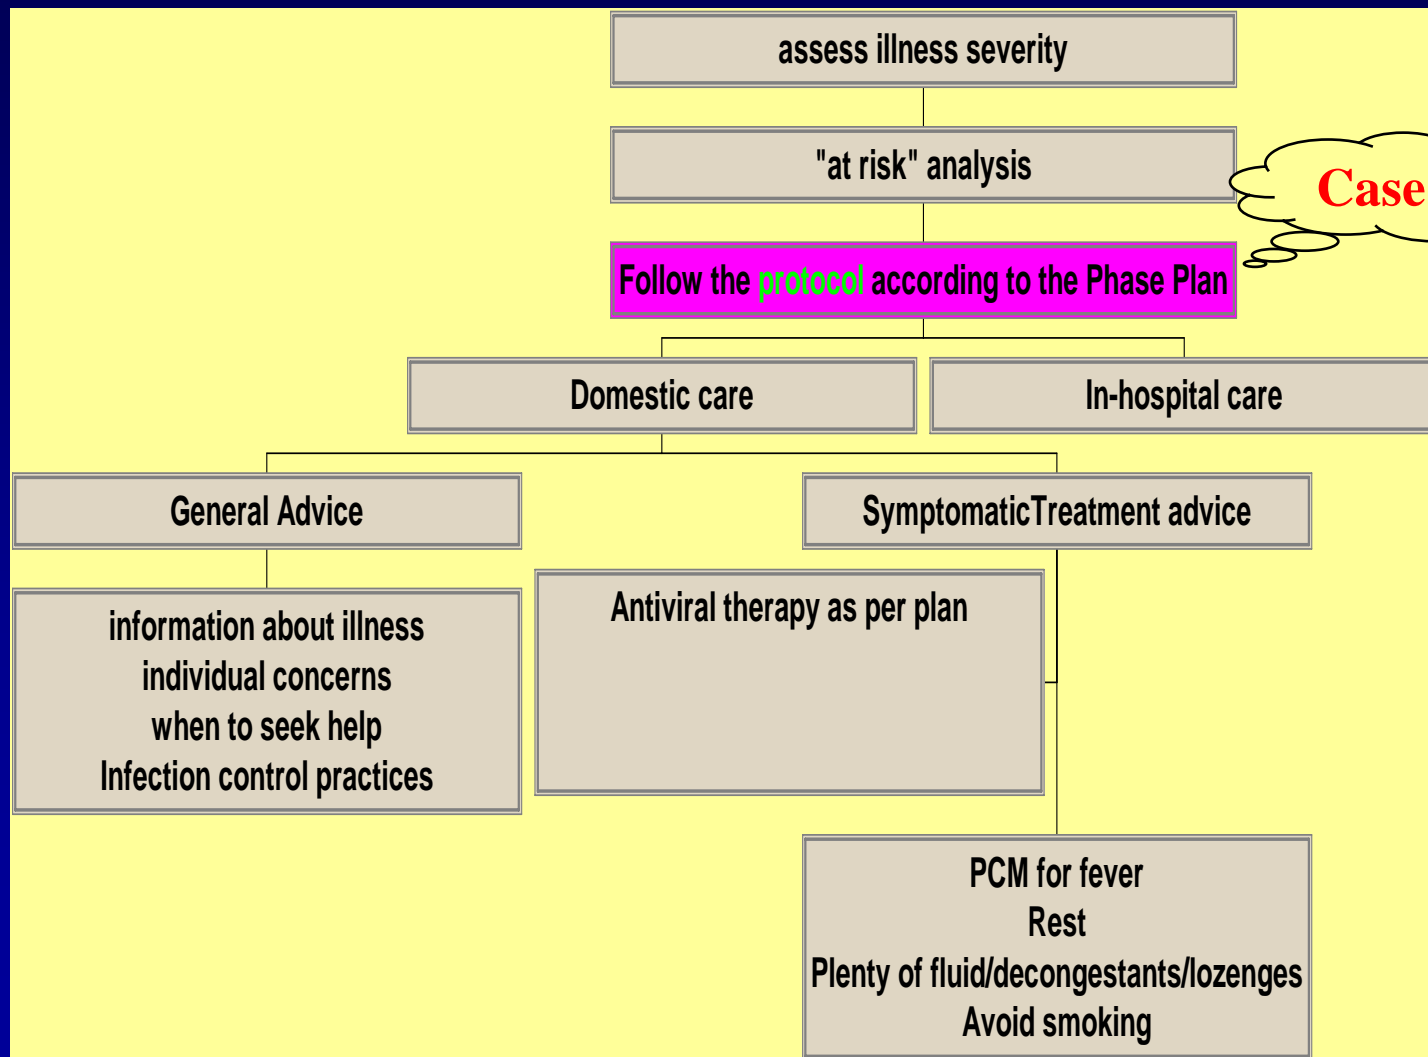 assess illness severity
"at risk" analysis
Case
Follow the protocol according to the Phase Plan
Domestic care
In-hospital care
General Advice
SymptomaticTreatment advice
information about illness
individual concerns
when to seek help
Infection control practices
Antiviral therapy as per plan
PCM for fever
Rest
Plenty of fluid/decongestants/lozenges
Avoid smoking